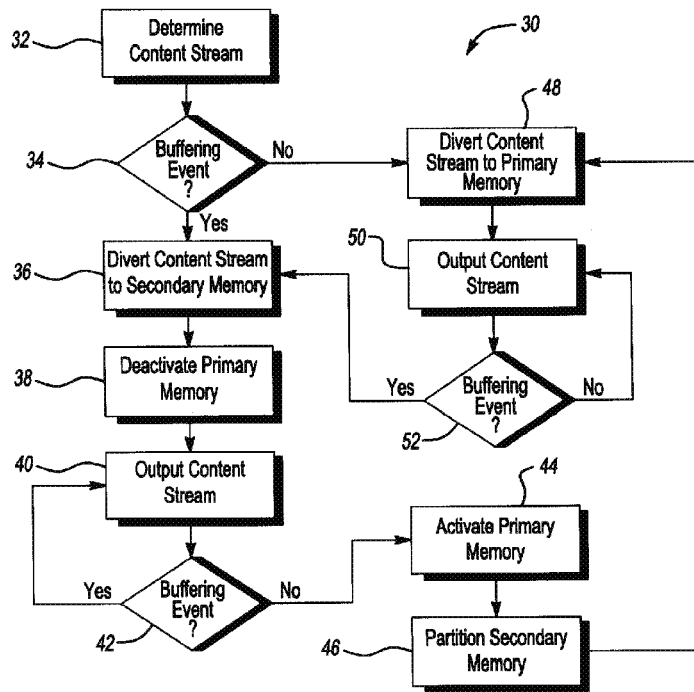 32
Determine
Content Stream
30
34
Buffering
Event
?
No
Yes
48
Divert Content
Stream to Primary
Memory
36
Divert Content Stream
to Secondary Memory
50
Output Content
Stream
38
Deactivate Primary
Memory
Buffering
Event
?
Yes
No
52
40
Output Content
Stream
42
Buffering
Event
?
Yes
No
44
Activate Primary
Memory
46
Partition Secondary
Memory